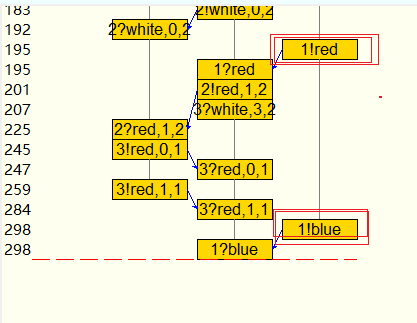 183 2!white,0,2
192 2?white,0,2
195 1!red
195 1?red
201 2!red,1,2
207 3?white,3,2
225 2?red,1,2
245 3!red,0,1
247 3?red,0,1
259 3!red,1,1
284 3?red,1,1
298 1!blue
298 1?blue